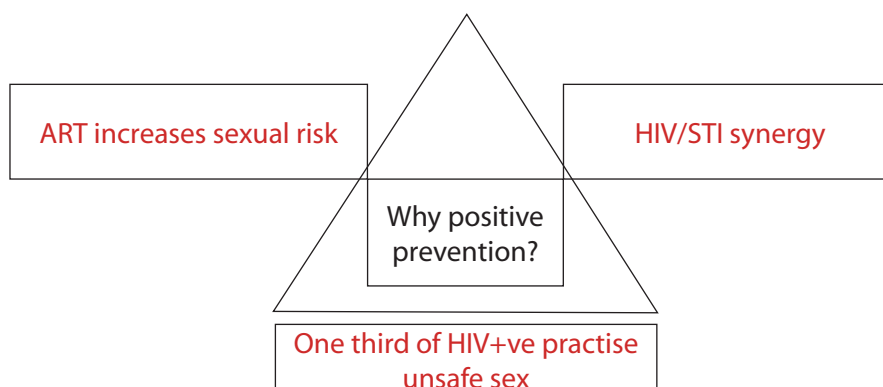 ART increases sexual risk
HIV/STI synergy
Why positive
prevention?
One third of HIV+ve practise
unsafe sex